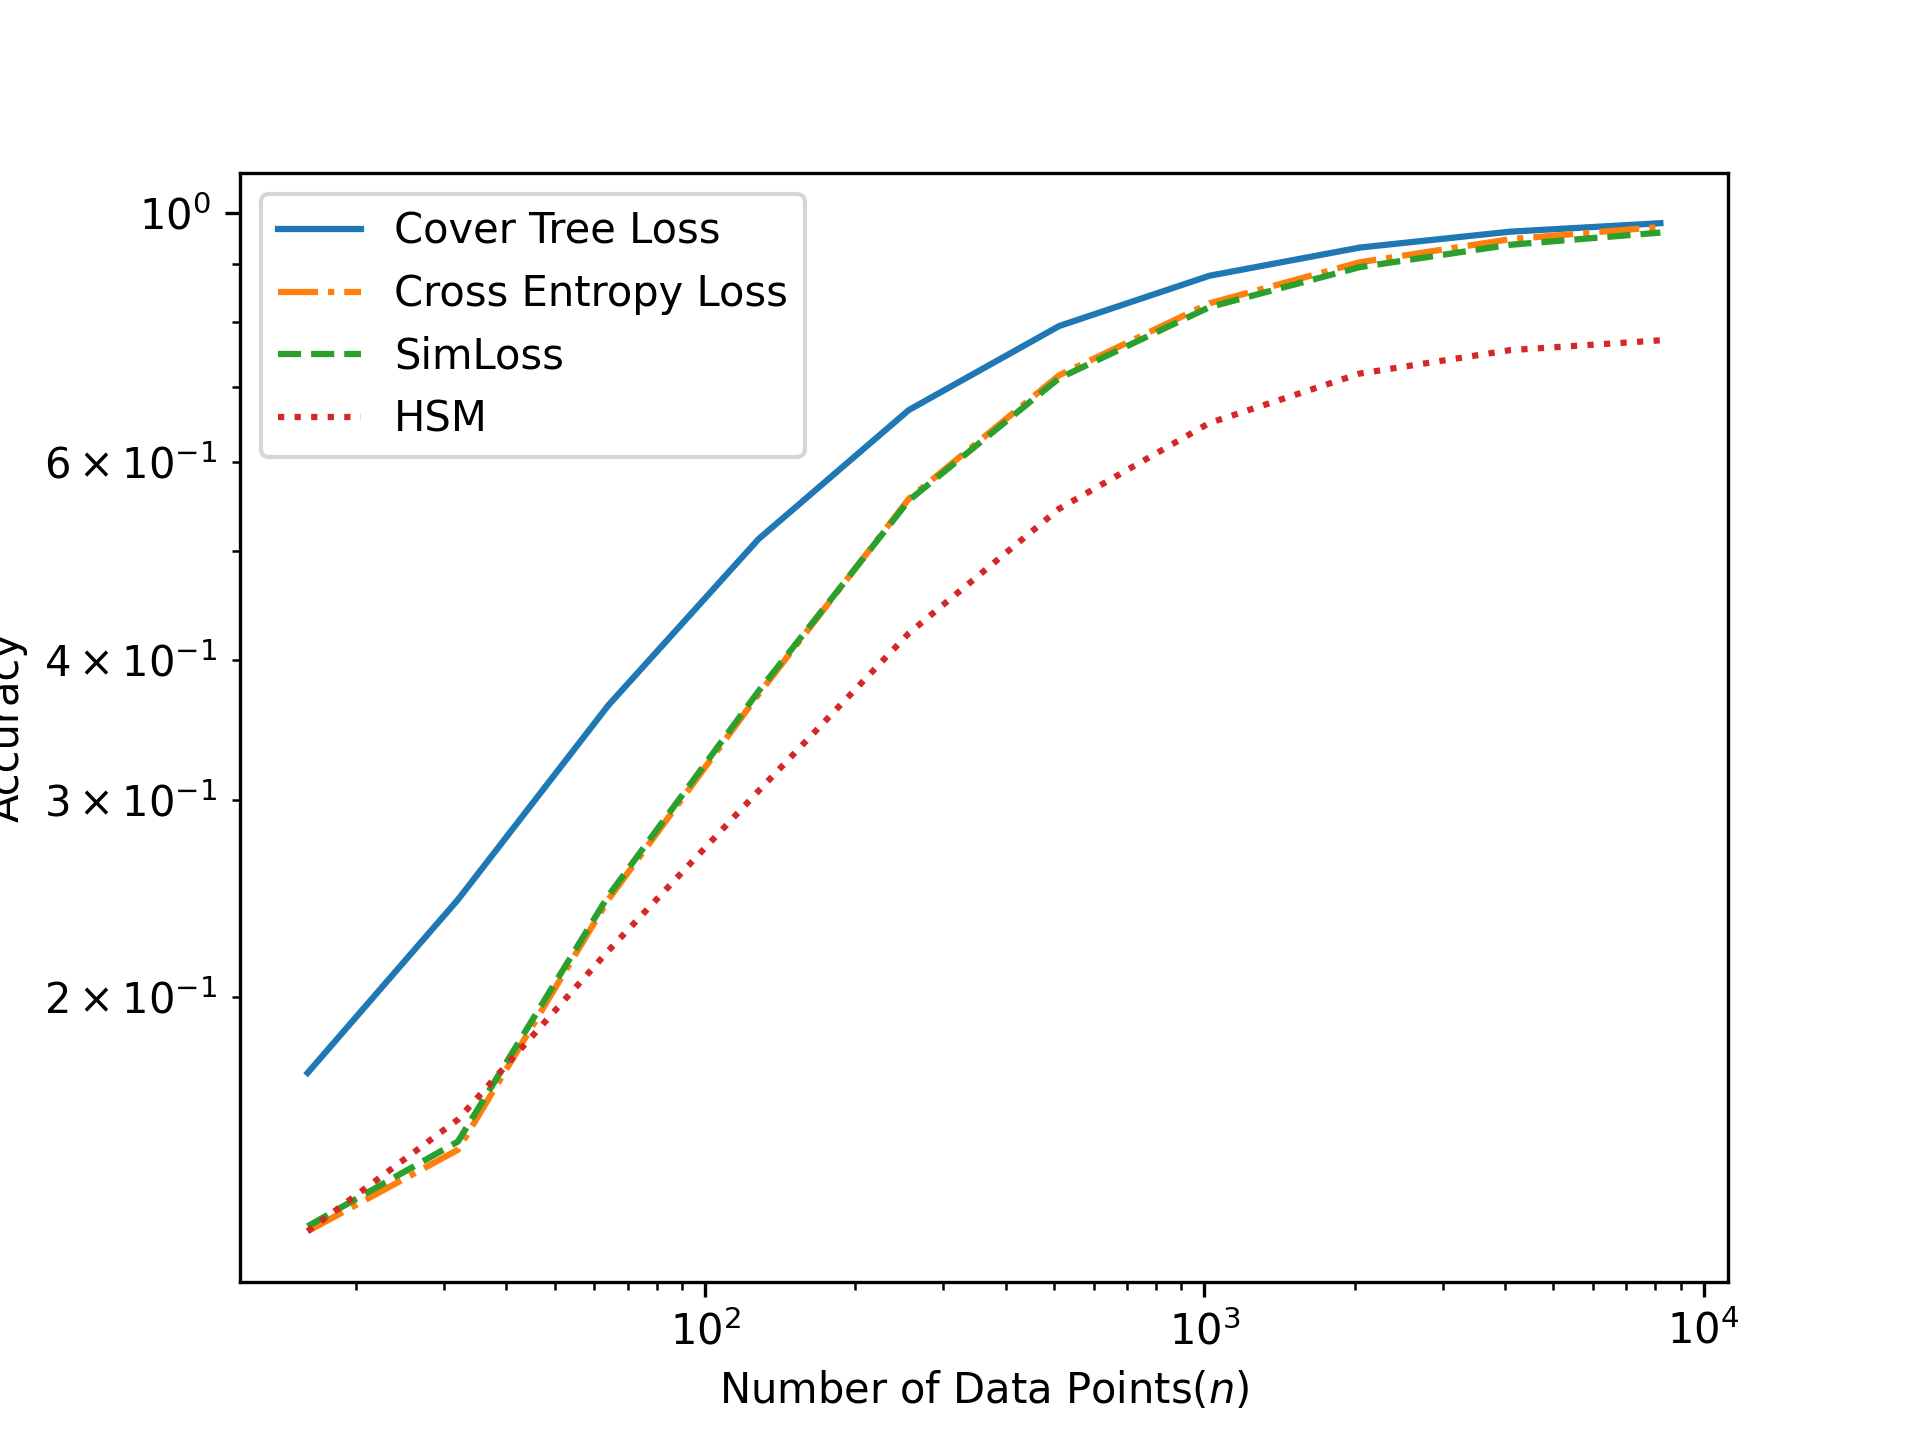 10⁰
6×10⁻¹
4×10⁻¹
3×10⁻¹
2×10⁻¹
Accuracy
Cover Tree Loss
Cross Entropy Loss
SimLoss
HSM
10² 10³ 10⁴
Number of Data Points(n)